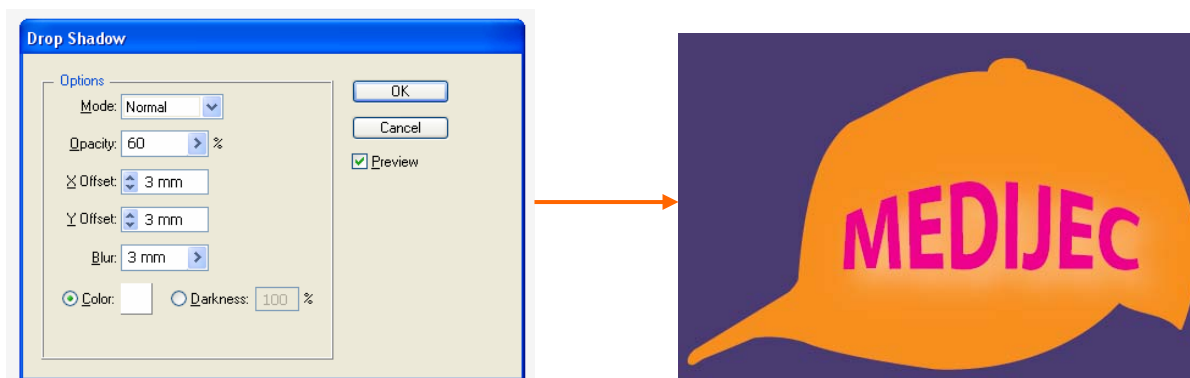 Drop Shadow
Options
Mode: Normal
Opacity: 60 %
X Offset: 3 mm
Y Offset: 3 mm
Blur: 3 mm
Color: Darkness: 100 %
OK
Cancel
Preview
MEDIJEC